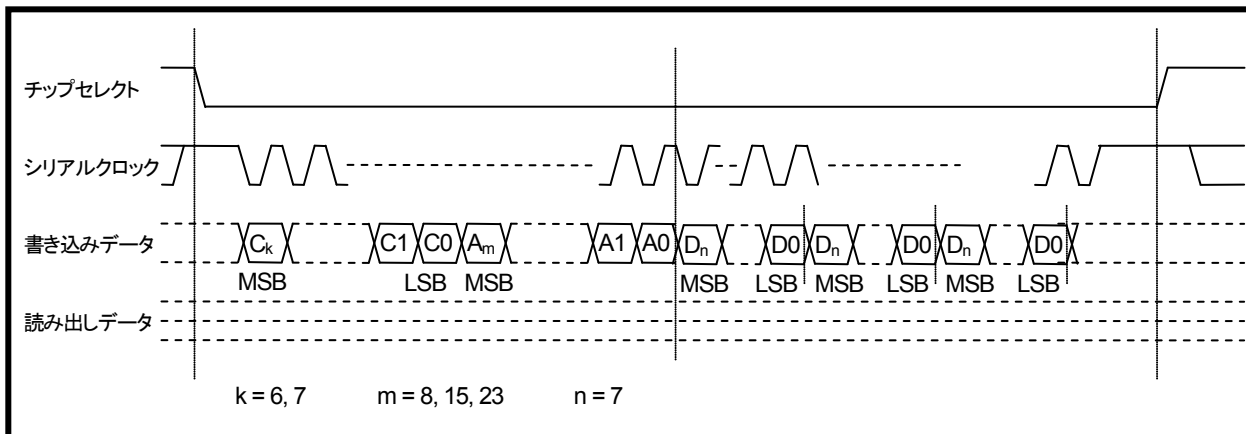 チップセレクト
シリアルクロック
書き込みデータ Ck C1 C0 Am A1 A0 Dn D0 Dn D0 Dn D0
MSB LSB MSB MSB LSB MSB LSB MSB LSB
読み出しデータ
k = 6, 7 m = 8, 15, 23 n = 7